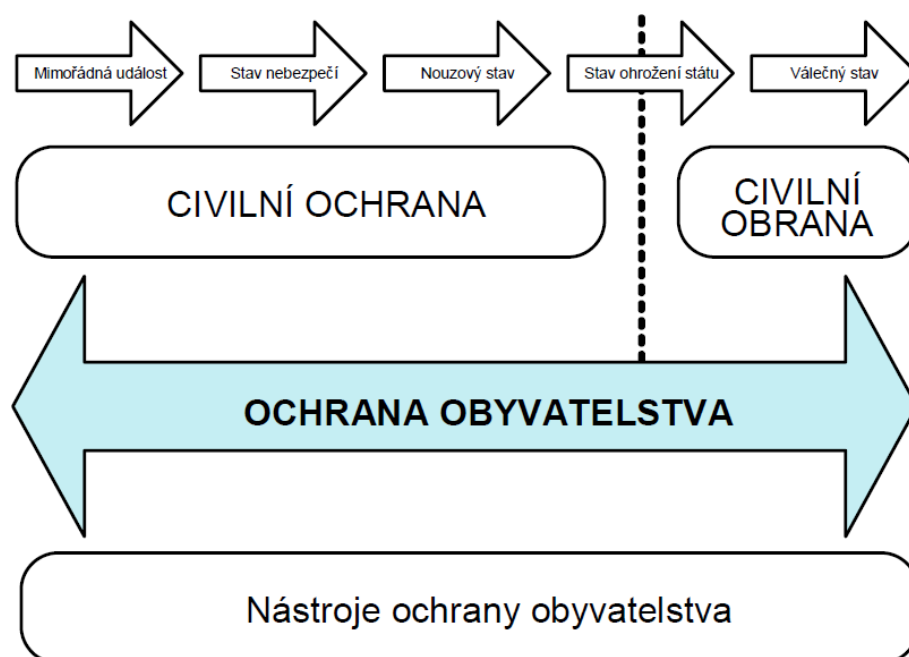 Mimořádná událost
Stav nebezpečí
Nouzový stav
Stav ohrožení státu
Válečný stav
CIVILNÍ OCHRANA
CIVILNÍ
OBRANA
OCHRANA OBYVATELSTVA
Nástroje ochrany obyvatelstva